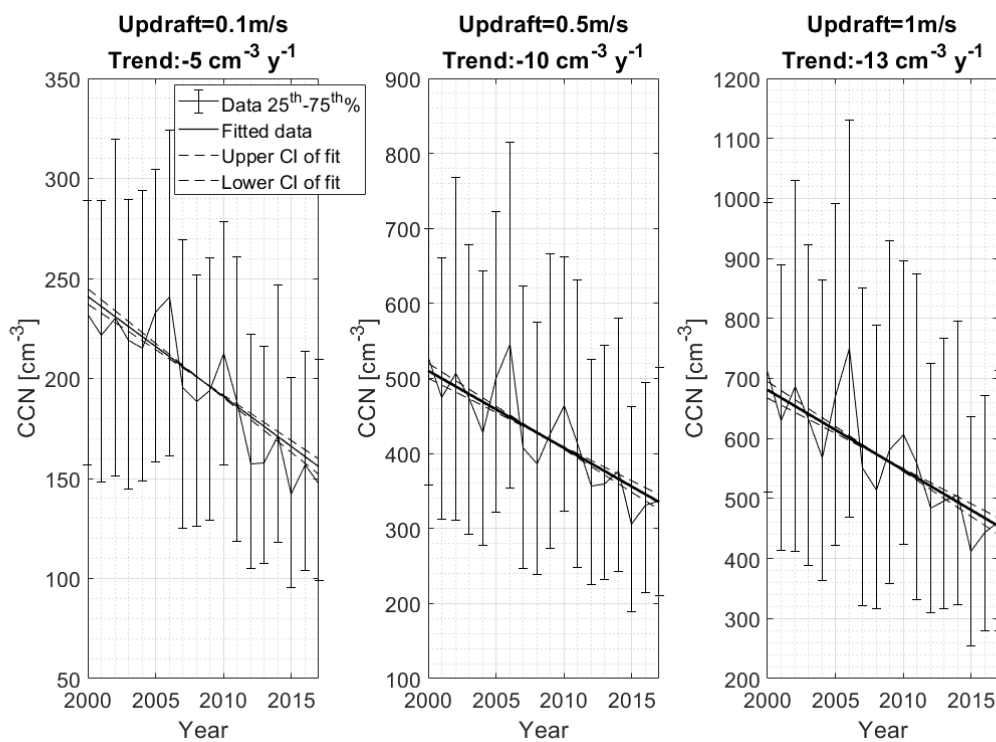 Updraft=0.1m/s
Trend:-5 cm⁻³ y⁻¹
350
300
250
200
150
100
50
CCN [cm⁻³]
2000 2005 2010 2015
Year
Data 25ᵗʰ-75ᵗʰ%
Fitted data
Upper CI of fit
Lower CI of fit
Updraft=0.5m/s
Trend:-10 cm⁻³ y⁻¹
900
800
700
600
500
400
300
200
100
CCN [cm⁻³]
2000 2005 2010 2015
Year
Updraft=1m/s
Trend:-13 cm⁻³ y⁻¹
1200
1100
1000
900
800
700
600
500
400
300
200
CCN [cm⁻³]
2000 2005 2010 2015
Year